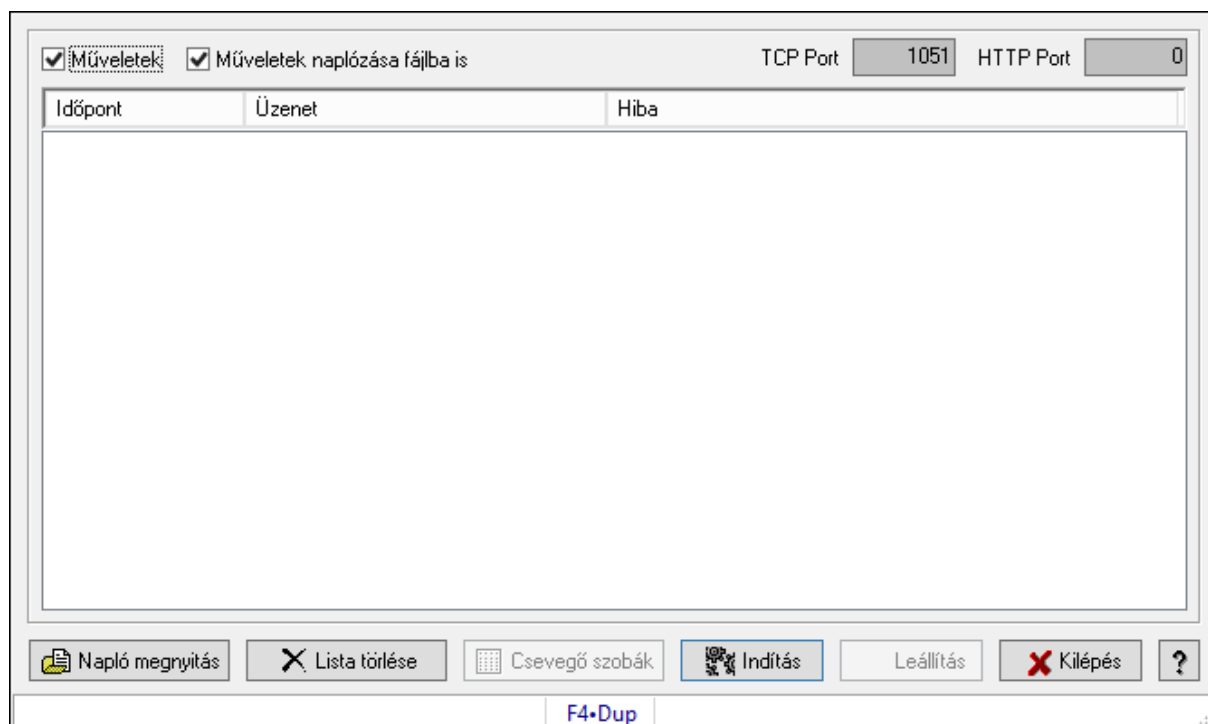 Műveletek Műveletek naplózása fájlba is TCP Port 1051 HTTP Port 0
Időpont Üzenet Hiba
Napló megnyitás Lista törlése Csevegő szobák Indítás Leállítás Kilépés ?
F4•Dup